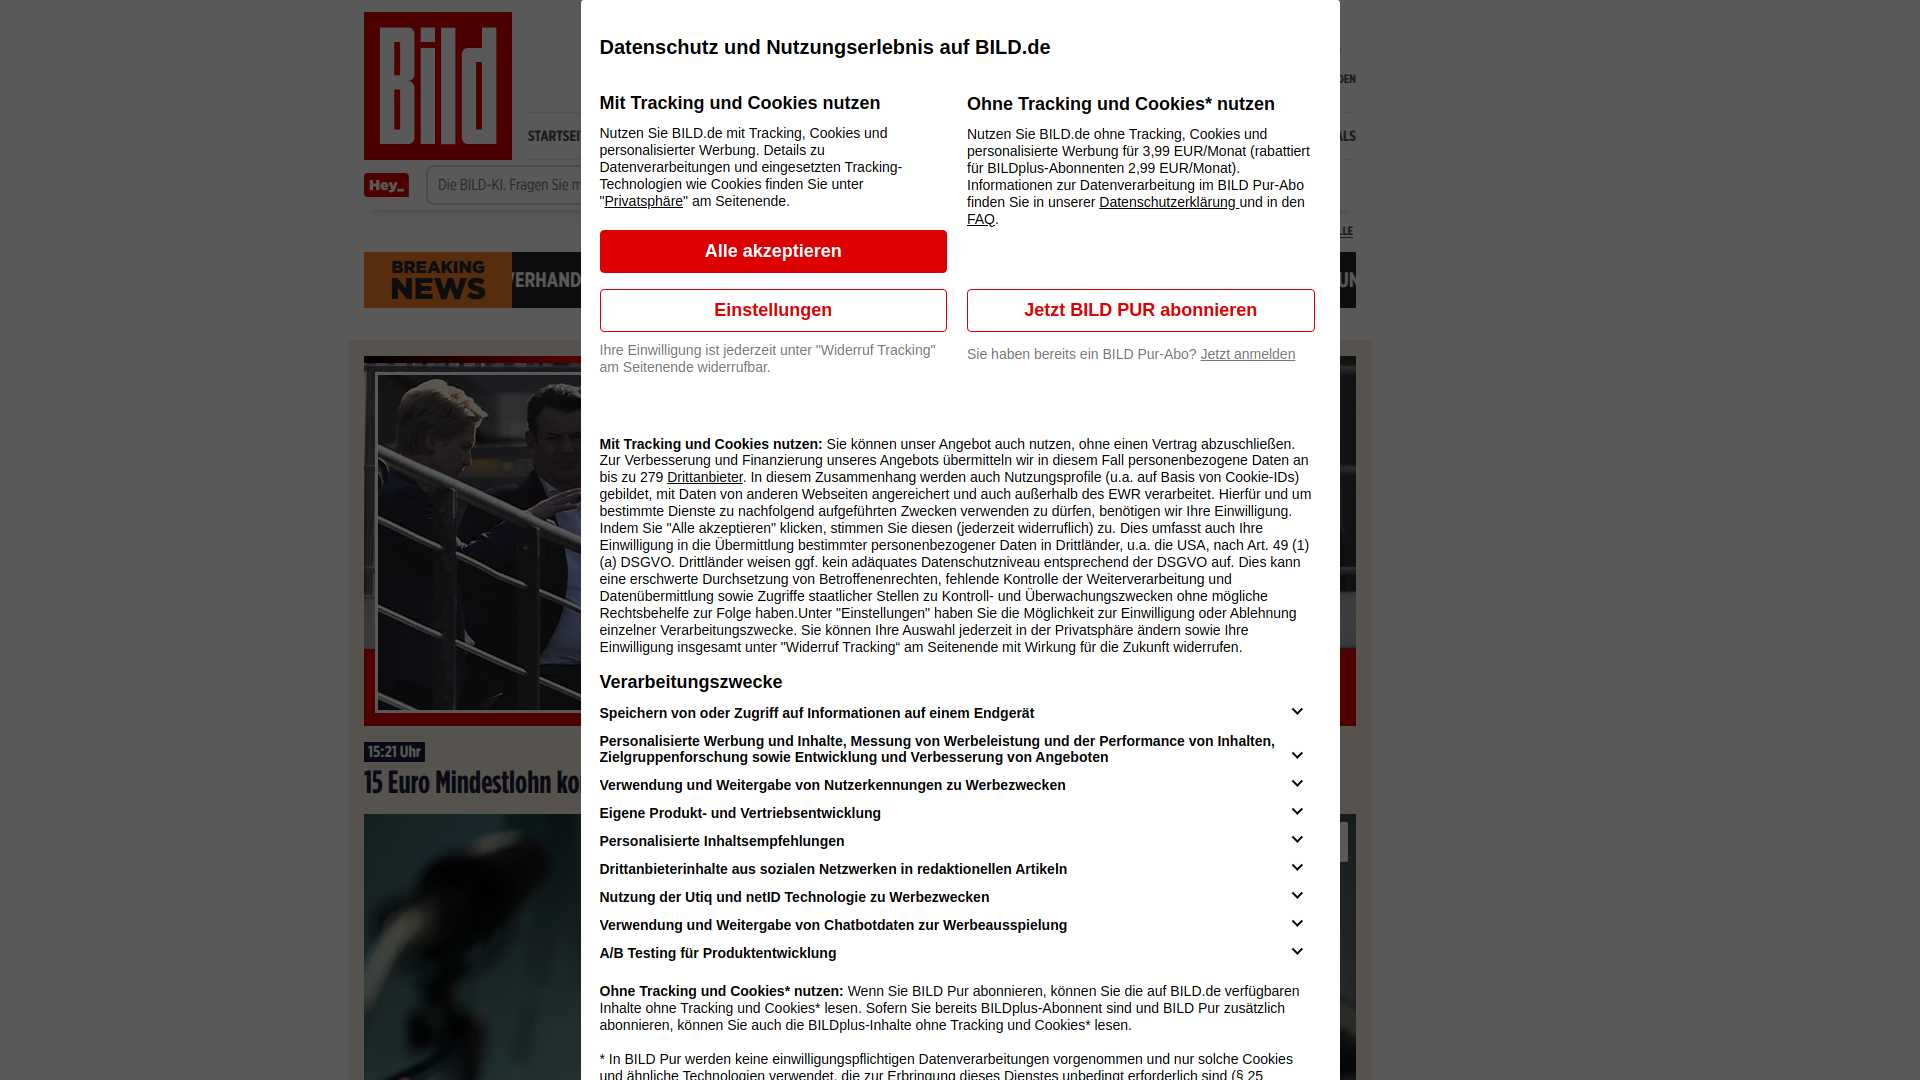 Bild
Datenschutz und Nutzungserlebnis auf BILD.de
Mit Tracking und Cookies nutzen
Nutzen Sie BILD.de mit Tracking, Cookies und
personalisierter Werbung. Details zu
Datenverarbeitungen und eingesetzten Tracking-
Technologien wie Cookies finden Sie unter
"Privatsphäre" am Seitenende.
Alle akzeptieren
Einstellungen
Ihre Einwilligung ist jederzeit unter "Widerruf Tracking"
am Seitenende widerrufbar.
Ohne Tracking und Cookies* nutzen
Nutzen Sie BILD.de ohne Tracking, Cookies und
personalisierte Werbung für 3,99 EUR/Monat (rabattiert
für BILDplus-Abonnenten 2,99 EUR/Monat).
Informationen zur Datenverarbeitung im BILD Pur-Abo
finden Sie in unserer Datenschutzerklärung und in den
FAQ.
Jetzt BILD PUR abonnieren
Sie haben bereits ein BILD Pur-Abo? Jetzt anmelden
Hey_
Die BILD-KI. Fragen Sie
BREAKING
NEWS
15:21 Uhr
15 Euro Mindestlohn
Mit Tracking und Cookies nutzen: Sie können unser Angebot auch nutzen, ohne einen Vertrag abzuschließen.
Zur Verbesserung und Finanzierung unseres Angebots übermitteln wir in diesem Fall personenbezogene Daten an
bis zu 279 Drittanbieter. In diesem Zusammenhang werden auch Nutzungsprofile (u.a. auf Basis von Cookie-IDs)
gebildet, mit Daten von anderen Webseiten angereichert und auch außerhalb des EWR verarbeitet. Hierfür und um
bestimmte Dienste zu nachfolgend aufgeführten Zwecken verwenden zu dürfen, benötigen wir Ihre Einwilligung.
Indem Sie "Alle akzeptieren" klicken, stimmen Sie diesen (jederzeit widerruflich) zu. Dies umfasst auch Ihre
Einwilligung in die Übermittlung bestimmter personenbezogener Daten in Drittländer, u.a. die USA, nach Art. 49 (1)
(a) DSGVO. Drittländer weisen ggf. kein adäquates Datenschutzniveau entsprechend der DSGVO auf. Dies kann
eine erschwerte Durchsetzung von Betroffenenrechten, fehlende Kontrolle der Weiterverarbeitung und
Datenübermittlung sowie Zugriffe staatlicher Stellen zu Kontroll- und Überwachungszwecken ohne mögliche
Rechtsbehelfe zur Folge haben.Unter "Einstellungen" haben Sie die Möglichkeit zur Einwilligung oder Ablehnung
einzelner Verarbeitungszwecke. Sie können Ihre Auswahl jederzeit in der Privatsphäre ändern sowie Ihre
Einwilligung insgesamt unter "Widerruf Tracking“ am Seitenende mit Wirkung für die Zukunft widerrufen.
Verarbeitungszwecke
Speichern von oder Zugriff auf Informationen auf einem Endgerät
Personalisierte Werbung und Inhalte, Messung von Werbeleistung und der Performance von Inhalten,
Zielgruppenforschung sowie Entwicklung und Verbesserung von Angeboten
Verwendung und Weitergabe von Nutzerkennungen zu Werbezwecken
Eigene Produkt- und Vertriebsentwicklung
Personalisierte Inhaltsempfehlungen
Drittanbieterinhalte aus sozialen Netzwerken in redaktionellen Artikeln
Nutzung der Utiq und netID Technologie zu Werbezwecken
Verwendung und Weitergabe von Chatbotdaten zur Werbeausspielung
A/B Testing für Produktentwicklung
Ohne Tracking und Cookies* nutzen: Wenn Sie BILD Pur abonnieren, können Sie die auf BILD.de verfügbaren
Inhalte ohne Tracking und Cookies* lesen. Sofern Sie bereits BILDplus-Abonnent sind und BILD Pur zusätzlich
abonnieren, können Sie auch die BILDplus-Inhalte ohne Tracking und Cookies* lesen.
* In BILD Pur werden keine einwilligungspflichtigen Datenverarbeitungen vorgenommen und nur solche Cookies
und ähnliche Technologien verwendet, die zur Erbringung dieses Dienstes unbedingt erforderlich sind (§ 25